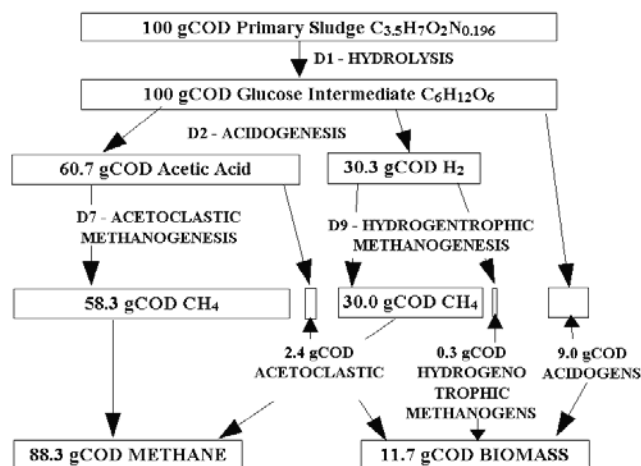 100 gCOD Primary Sludge C3.5H7O2N0.196
D1 - HYDROLYSIS
100 gCOD Glucose Intermediate C6H12O6
D2 - ACIDOGENESIS
60.7 gCOD Acetic Acid
30.3 gCOD H2
D7 - ACETOCLASTIC
METHANOGENESIS
D9 - HYDROGENTROPHIC
METHANOGENESIS
58.3 gCOD CH4
30.0 gCOD CH4
2.4 gCOD
ACETOCLASTIC
0.3 gCOD
HYDROGENO
TROPHIC
METHANOGENS
9.0 gCOD
ACIDOGENS
88.3 gCOD METHANE
11.7 gCOD BIOMASS